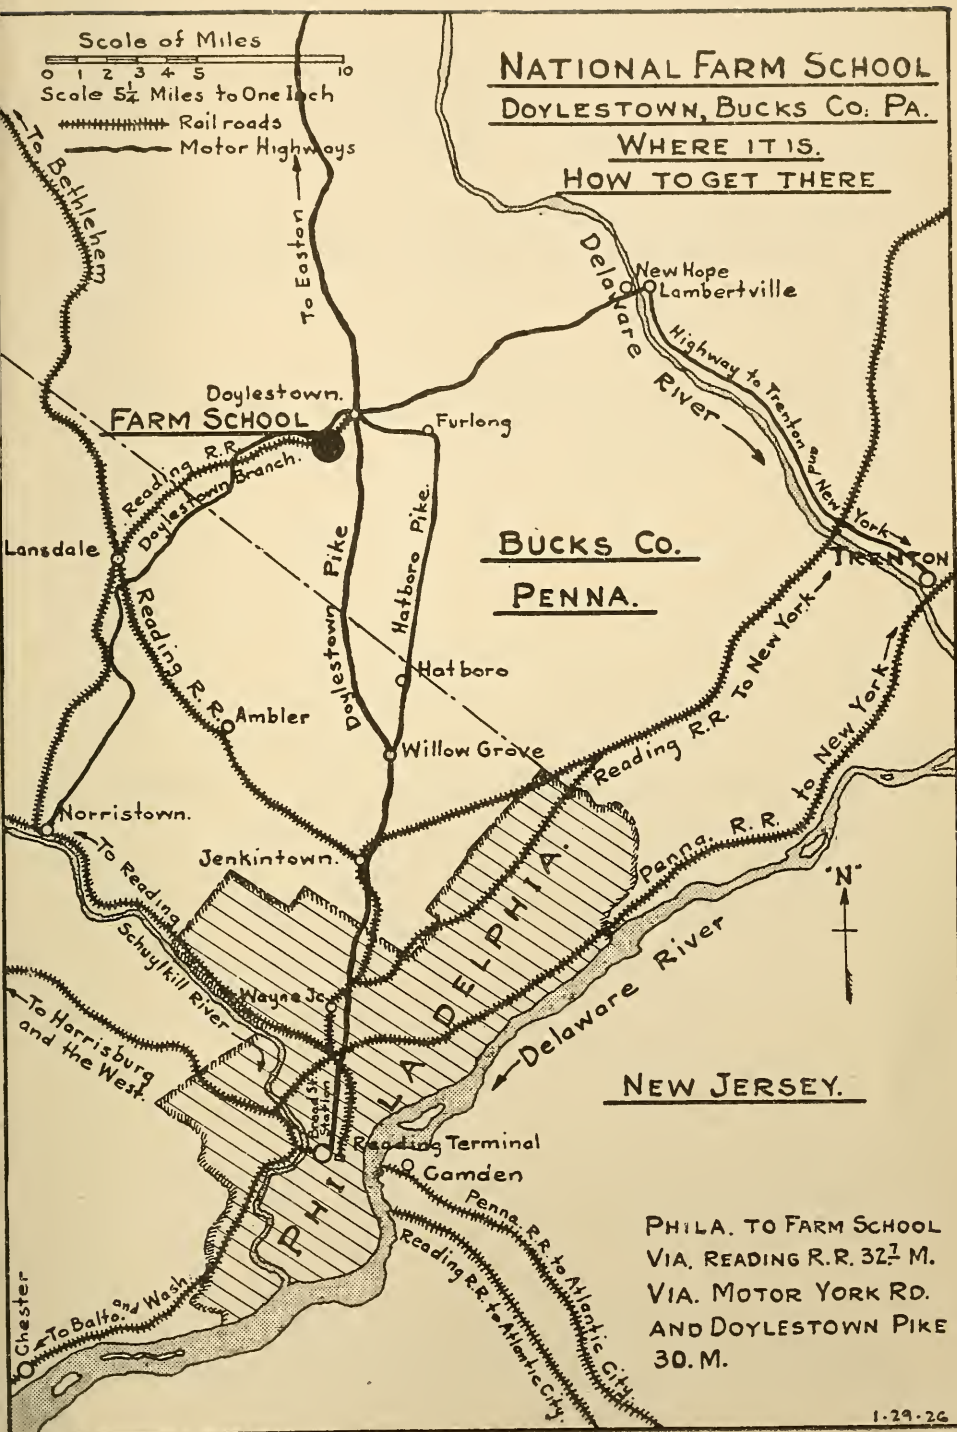 Scale of Miles
0 1 2 3 4 5 10
Scale 5¼ Miles to One Inch
Railroads
Motor Highways
NATIONAL FARM SCHOOL
DOYLESTOWN, BUCKS CO: PA.
WHERE IT IS.
HOW TO GET THERE
To Bethlehem
To Easton
Delaware
River
New Hope
Lambertville
Highway to Trenton and New York
Doylestown.
FARM SCHOOL
Furlong
Reading R.R.
Doylestown Branch.
Lansdale
Doylestown Pike
Hatboro Pike.
BUCKS CO.
PENNA.
TRENTON
Reading R.R.
Hatboro
Ambler
Willow Grove
Reading R.R. To New York
Norristown.
Jenkintown.
Penna. R.R. to New York
"N"
To Reading
Schuylkill River
Wayne Jc.
To Harrisburg
and the West.
PHILADELPHIA.
Delaware River
NEW JERSEY.
Broad St.
Station
Reading Terminal
Camden
Penna. R.R. to Atlantic City.
Reading R.R. to Atlantic City.
Chester
To Balto. and Wash.
PHILA. TO FARM SCHOOL
VIA. READING R.R. 32.7 M.
VIA. MOTOR YORK RD.
AND DOYLESTOWN PIKE
30. M.
1-29-26